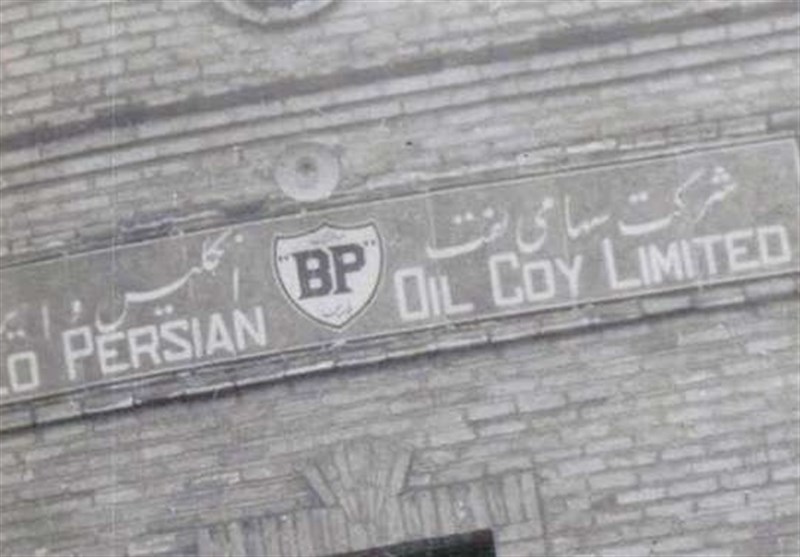 شرکت سهامی نفت انگلیس و
LO PERSIAN "BP" OIL COY LIMITED